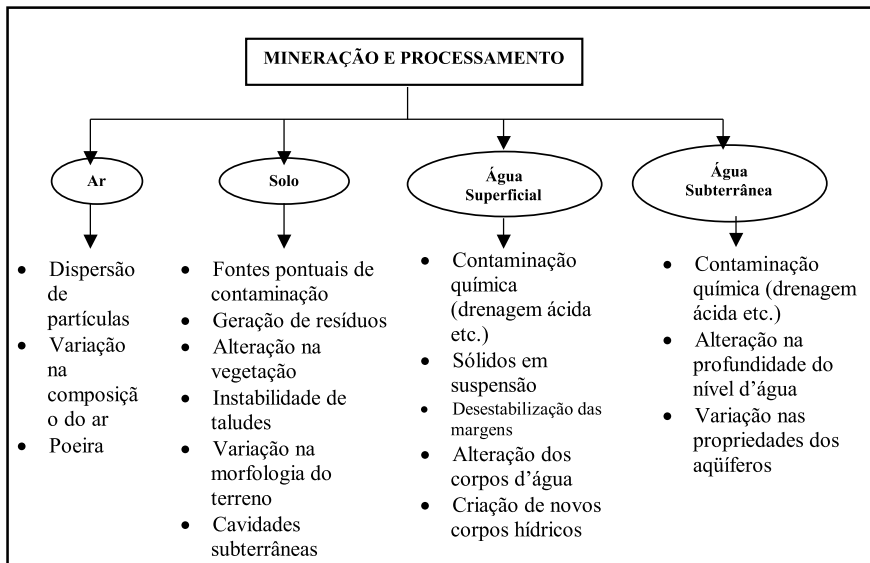 MINERAÇÃO E PROCESSAMENTO
Ar
• Dispersão
de
partículas
• Variação
na
composiçã
o do ar
• Poeira
Solo
• Fontes pontuais de
contaminação
• Geração de resíduos
• Alteração na
vegetação
• Instabilidade de
taludes
• Variação na
morfologia do
terreno
• Cavidades
subterrâneas
Água
Superficial
• Contaminação
química
(drenagem ácida
etc.)
• Sólidos em
suspensão
• Desestabilização das
margens
• Alteração dos
corpos d’água
• Criação de novos
corpos hídricos
Água
Subterrânea
• Contaminação
química (drenagem
ácida etc.)
• Alteração na
profundidade do
nível d’água
• Variação nas
propriedades dos
aqüíferos